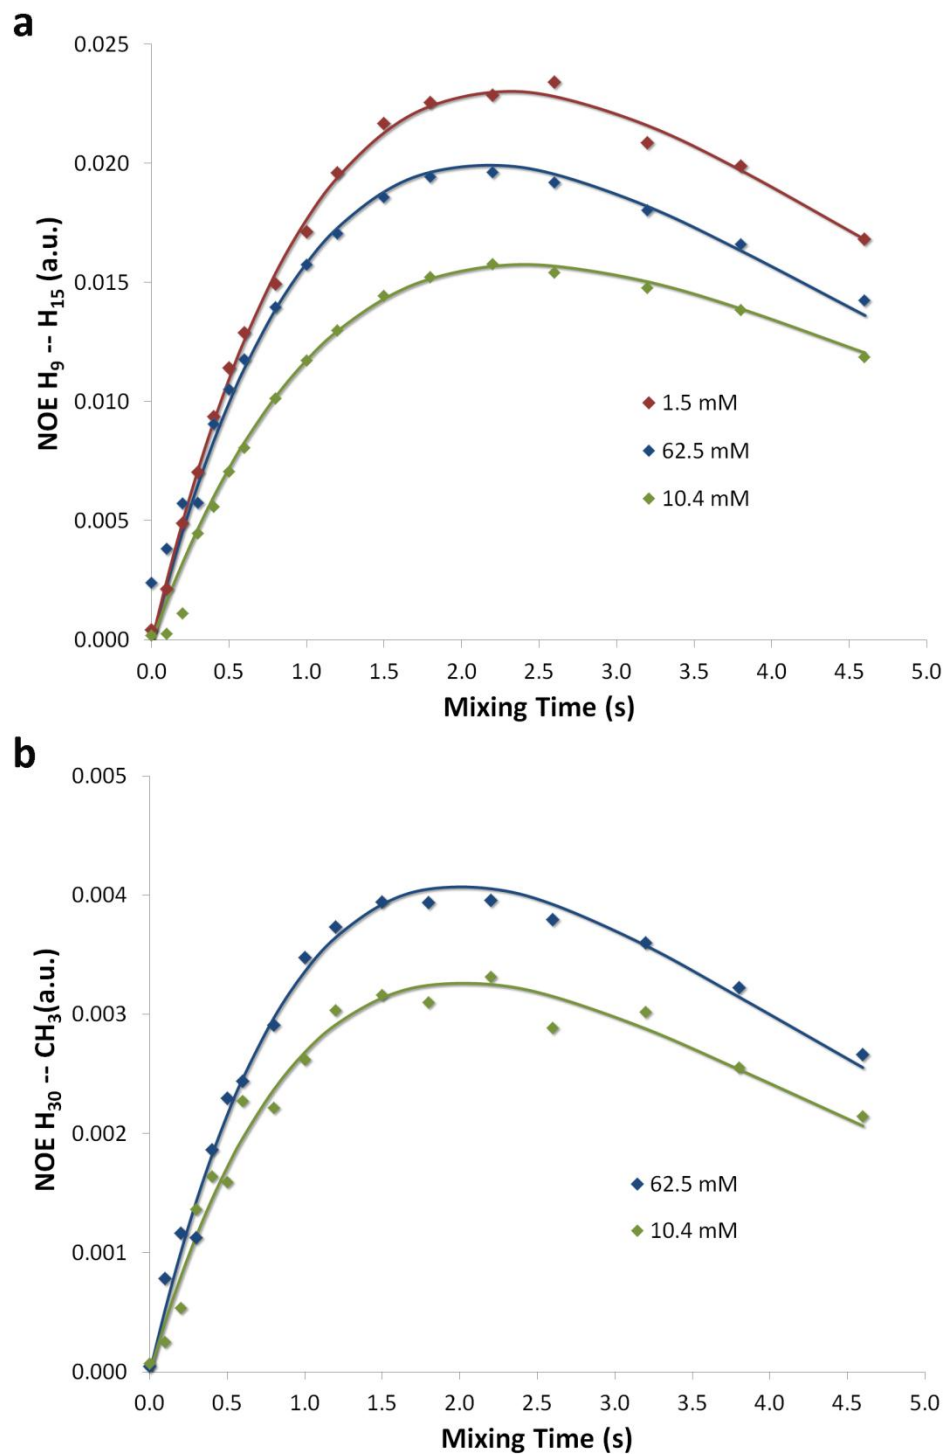 a
NOE H₉ -- H₁₅ (a.u.)
0.025
0.020
0.015
0.010
0.005
0.000
1.5 mM
62.5 mM
10.4 mM
0.0 0.5 1.0 1.5 2.0 2.5 3.0 3.5 4.0 4.5 5.0
Mixing Time (s)
b
NOE H₃₀ -- CH₃(a.u.)
0.005
0.004
0.003
0.002
0.001
0.000
62.5 mM
10.4 mM
0.0 0.5 1.0 1.5 2.0 2.5 3.0 3.5 4.0 4.5 5.0
Mixing Time (s)